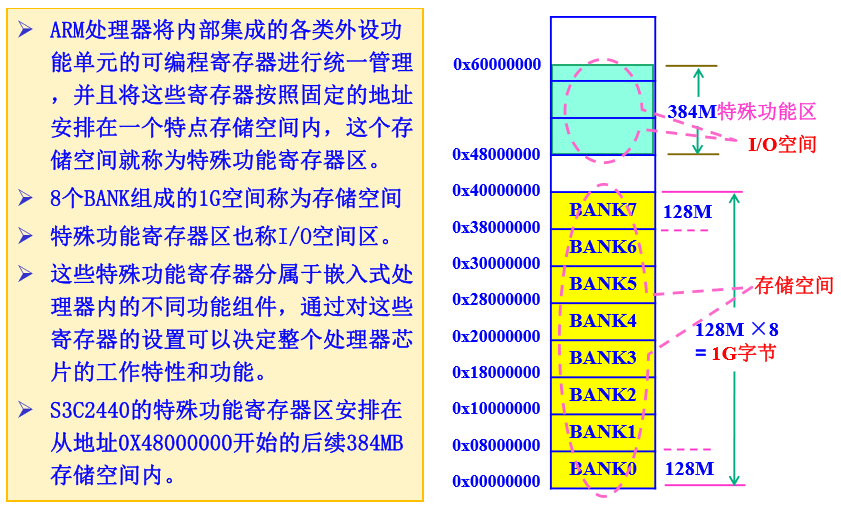 ARM处理器将内部集成的各类外设功
能单元的可编程寄存器进行统一管理
，并且将这些寄存器按照固定的地址
安排在一个特点存储空间内，这个存
储空间就称为特殊功能寄存器区。
8个BANK组成的1G空间称为存储空间
特殊功能寄存器区也称I/O空间区。
这些特殊功能寄存器分属于嵌入式处
理器内的不同功能组件，通过对这些
寄存器的设置可以决定整个处理器芯
片的工作特性和功能。
S3C2440的特殊功能寄存器区安排在
从地址0X48000000开始的后续384MB
存储空间内。
0x60000000
384M特殊功能区
I/O空间
0x48000000
0x40000000
BANK7
128M
0x38000000
BANK6
0x30000000
BANK5
存储空间
0x28000000
BANK4
128M ×8
0x20000000
= 1G字节
BANK3
0x18000000
BANK2
0x10000000
BANK1
0x08000000
BANK0
128M
0x00000000